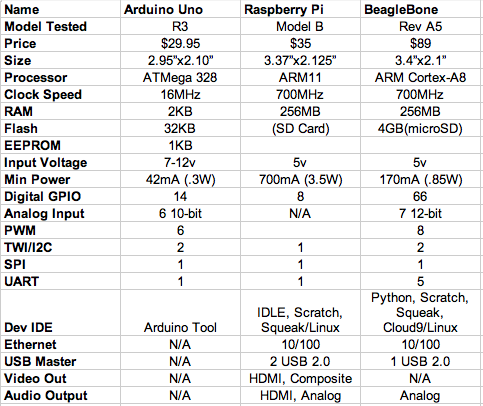 Name Arduino Uno Raspberry Pi BeagleBone
Model Tested R3 Model B Rev A5
Price $29.95 $35 $89
Size 2.95"x2.10" 3.37"x2.125" 3.4"x2.1"
Processor ATMega 328 ARM11 ARM Cortex-A8
Clock Speed 16MHz 700MHz 700MHz
RAM 2KB 256MB 256MB
Flash 32KB (SD Card) 4GB(microSD)
EEPROM 1KB
Input Voltage 7-12v 5v 5v
Min Power 42mA (.3W) 700mA (3.5W) 170mA (.85W)
Digital GPIO 14 8 66
Analog Input 6 10-bit N/A 7 12-bit
PWM 6 8
TWI/I2C 2 1 2
SPI 1 1 1
UART 1 1 5
Python, Scratch,
IDLE, Scratch, Squeak,
Dev IDE Arduino Tool Squeak/Linux Cloud9/Linux
Ethernet N/A 10/100 10/100
USB Master N/A 2 USB 2.0 1 USB 2.0
Video Out N/A HDMI, Composite N/A
Audio Output N/A HDMI, Analog Analog